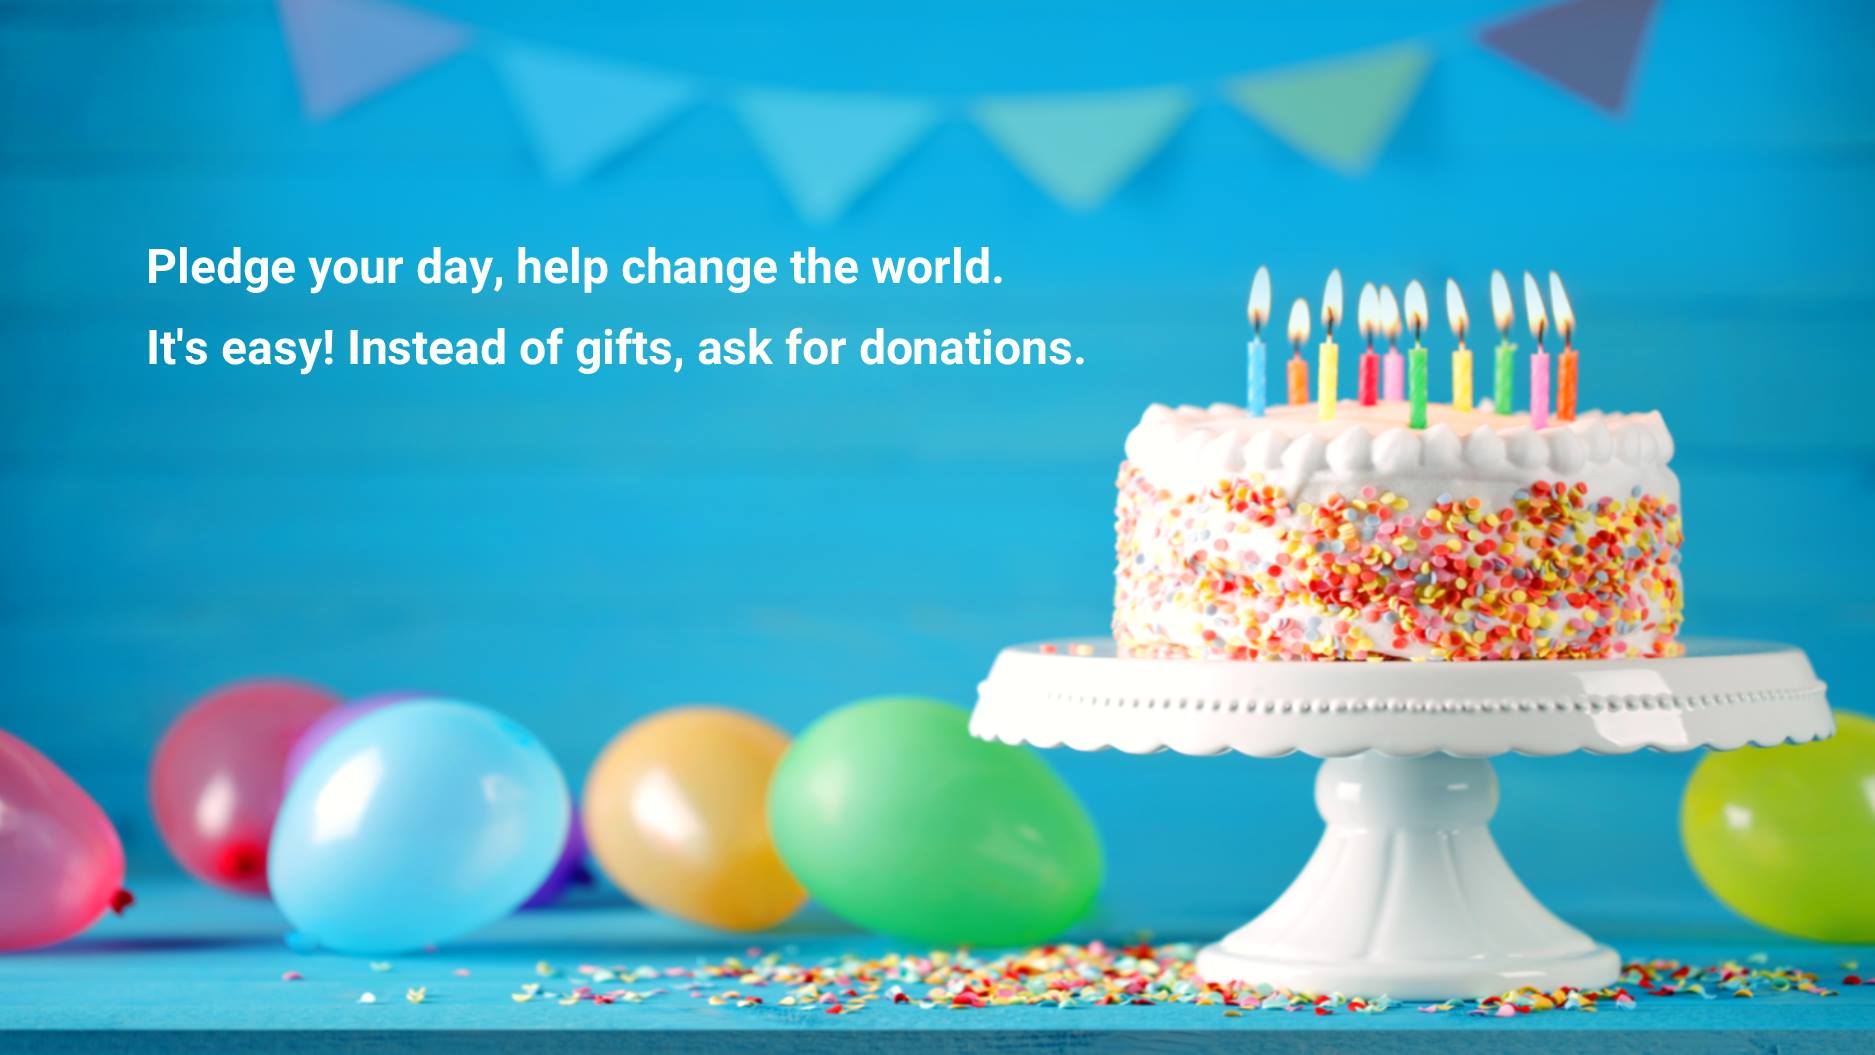 Pledge your day, help change the world.
It's easy! Instead of gifts, ask for donations.